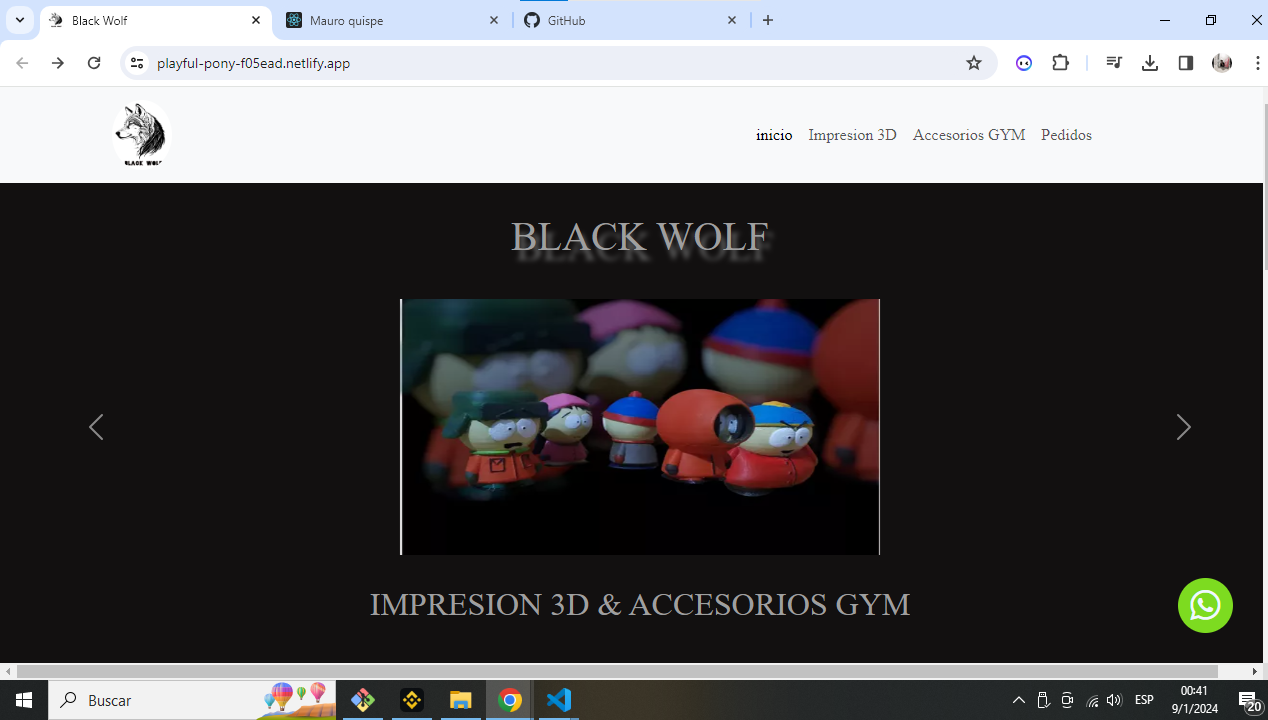 Black Wolf
Mauro quispe
GitHub
playful-pony-f05ead.netlify.app
BLACK WOLF
inicio
Impresion 3D
Accesorios GYM
Pedidos
BLACK WOLF
IMPRESION 3D & ACCESORIOS GYM
Buscar
ESP
00:41
9/1/2024
20